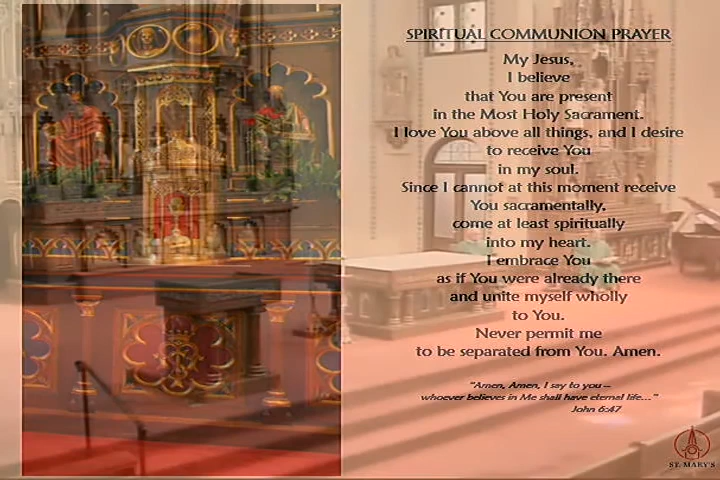 SPIRITUAL COMMUNION PRAYER
My Jesus,
I believe
that You are present
in the Most Holy Sacrament.
I love You above all things, and I desire
to receive You
in my soul.
Since I cannot at this moment receive
You sacramentally,
come at least spiritually
into my heart.
I embrace You
as if You were already there
and unite myself wholly
to You.
Never permit me
to be separated from You. Amen.
"Amen, Amen, I say to you –
whoever believes in Me shall have eternal life..."
John 6:47
ST. MARY'S